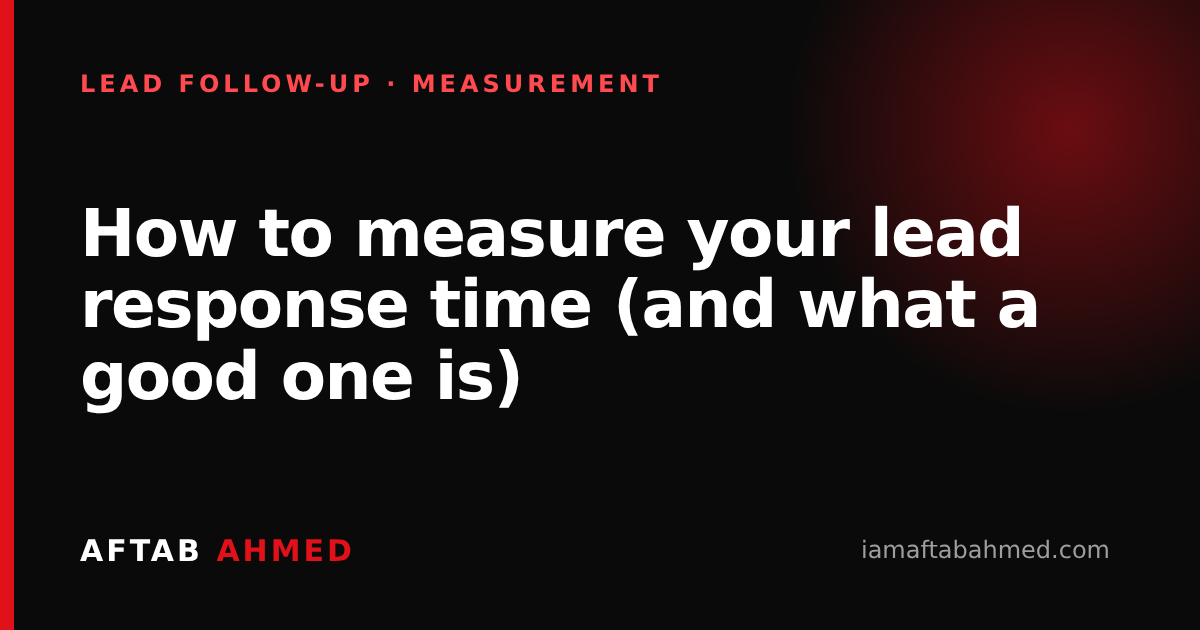 LEAD FOLLOW-UP · MEASUREMENT
How to measure your lead
response time (and what a
good one is)
AFTAB AHMED
iamaftabahmed.com